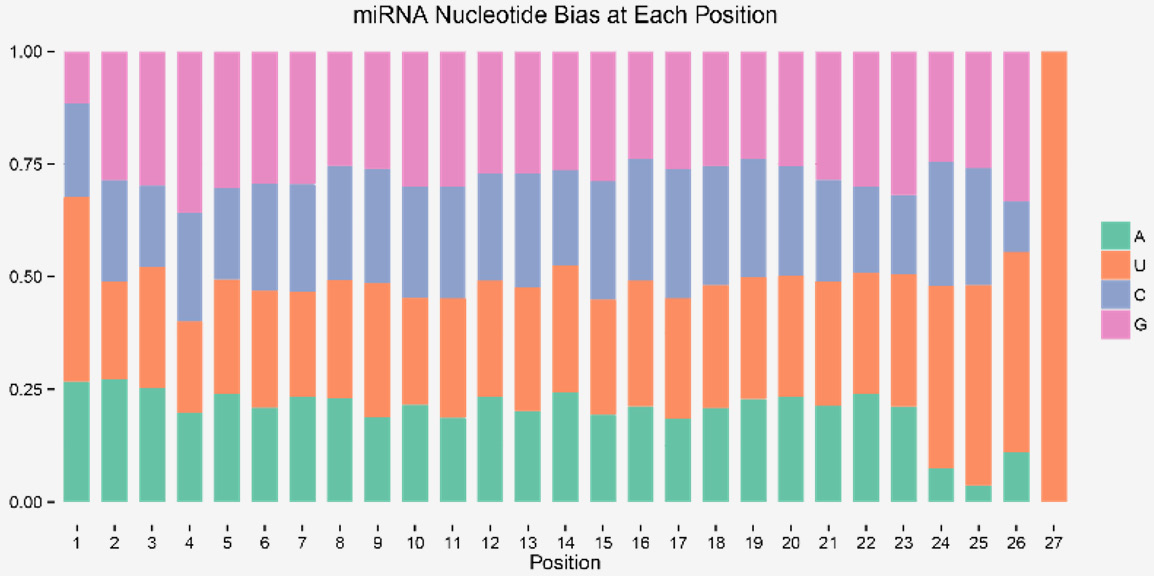 miRNA Nucleotide Bias at Each Position
1.00
0.75
0.50
0.25
0.00
A
U
C
G
1 2 3 4 5 6 7 8 9 10 11 12 13 14 15 16 17 18 19 20 21 22 23 24 25 26 27
Position